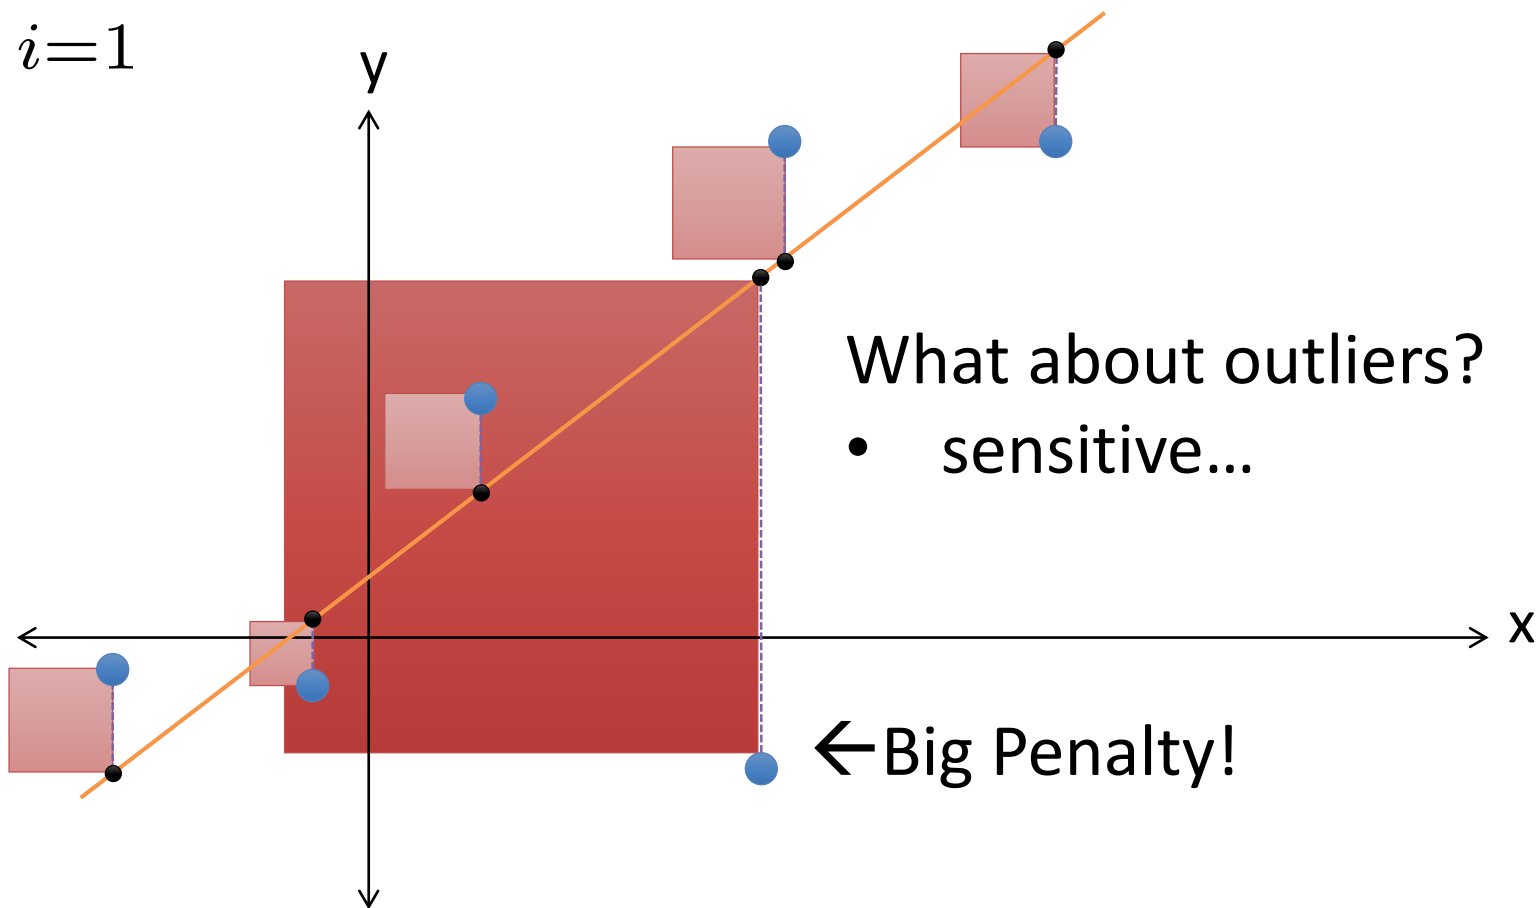 i=1
y
What about outliers?
• sensitive...
x
←Big Penalty!